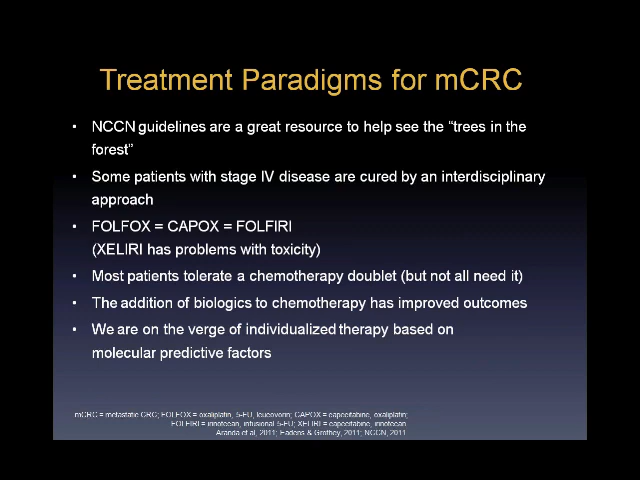 Treatment Paradigms for mCRC
• NCCN guidelines are a great resource to help see the “trees in the
forest”
• Some patients with stage IV disease are cured by an interdisciplinary
approach
• FOLFOX = CAPOX = FOLFIRI
(XELIRI has problems with toxicity)
• Most patients tolerate a chemotherapy doublet (but not all need it)
• The addition of biologics to chemotherapy has improved outcomes
• We are on the verge of individualized therapy based on
molecular predictive factors
mCRC = metastatic CRC; FOLFOX = oxaliplatin, 5-FU, leucovorin; CAPOX = capecitabine, oxaliplatin;
FOLFIRI = irinotecan, infusional 5-FU; XELIRI = capecitabine, irinotecan
Aranda et al, 2011; Eadens & Grothey, 2011; NCCN, 2011